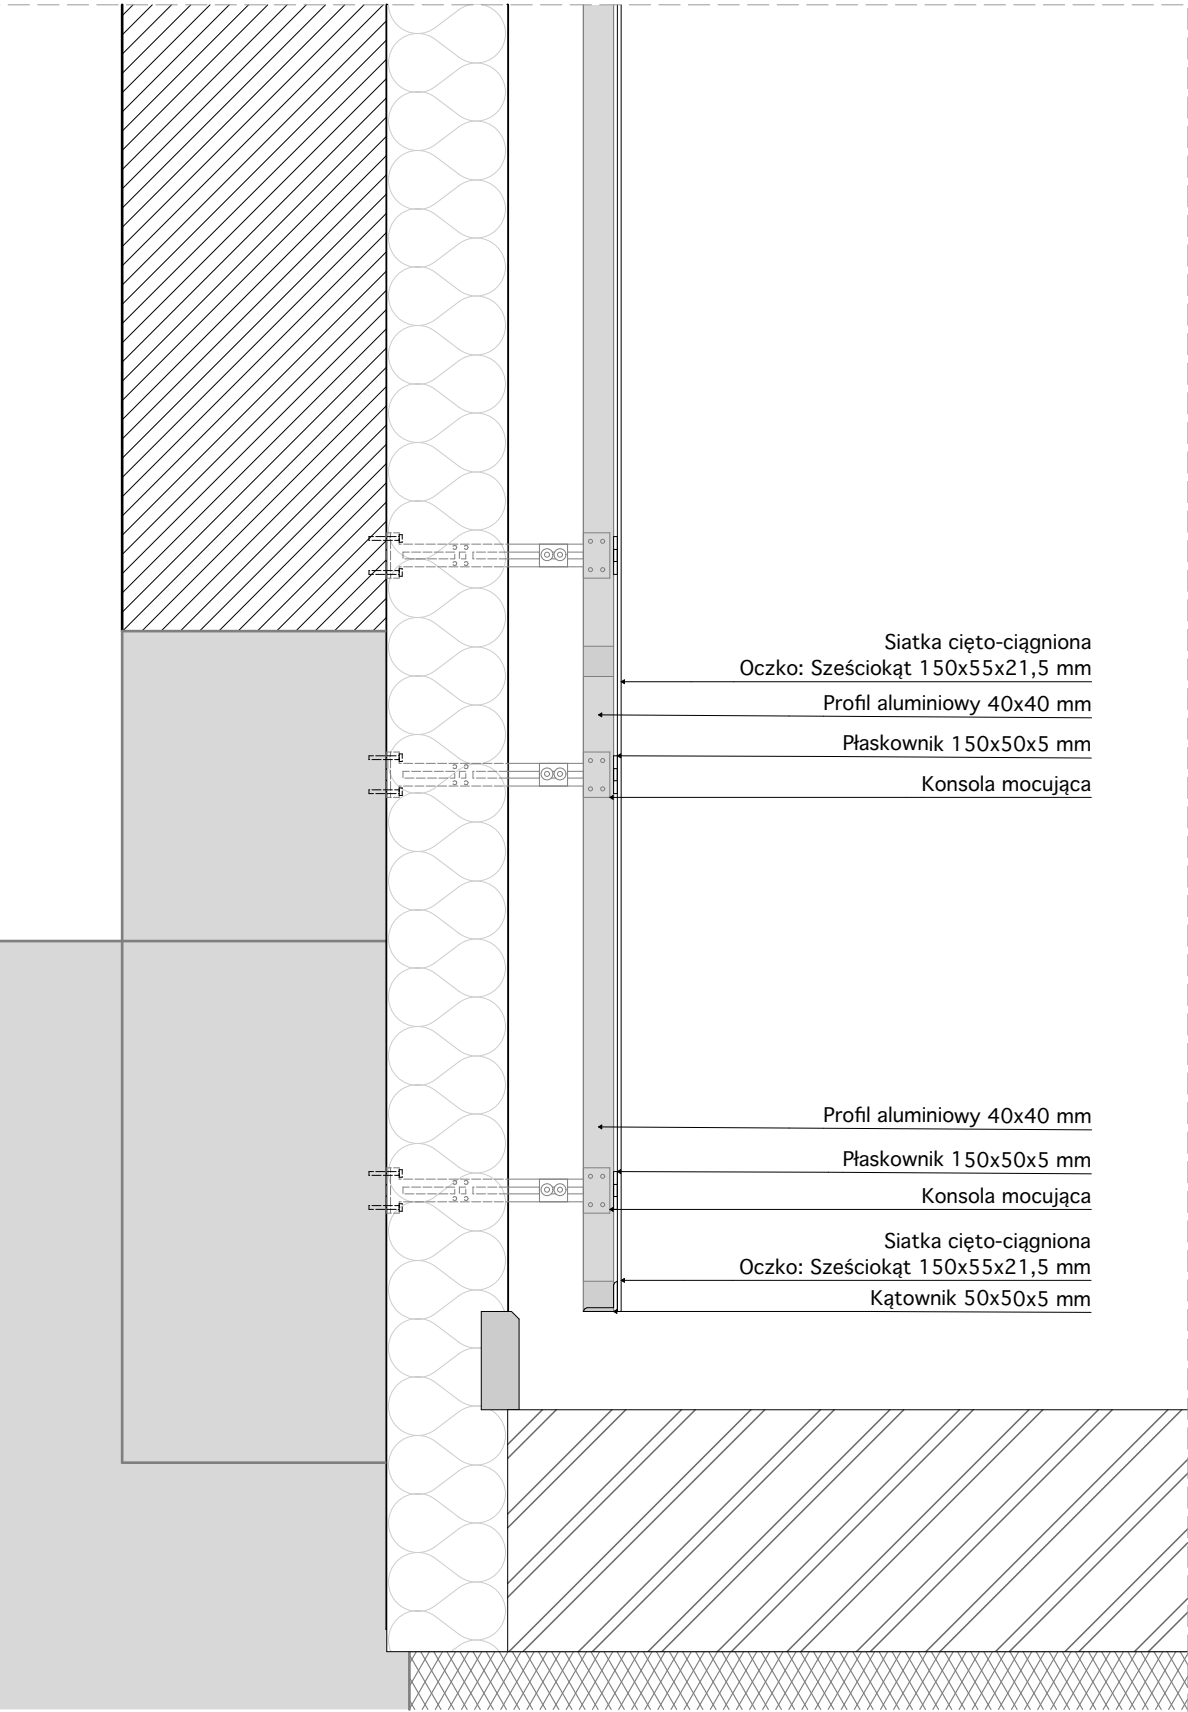 Siatka cięto-ciągniona
Oczko: Sześciokąt 150x55x21,5 mm
Profil aluminiowy 40x40 mm
Płaskownik 150x50x5 mm
Konsola mocująca
Profil aluminiowy 40x40 mm
Płaskownik 150x50x5 mm
Konsola mocująca
Siatka cięto-ciągniona
Oczko: Sześciokąt 150x55x21,5 mm
Kątownik 50x50x5 mm